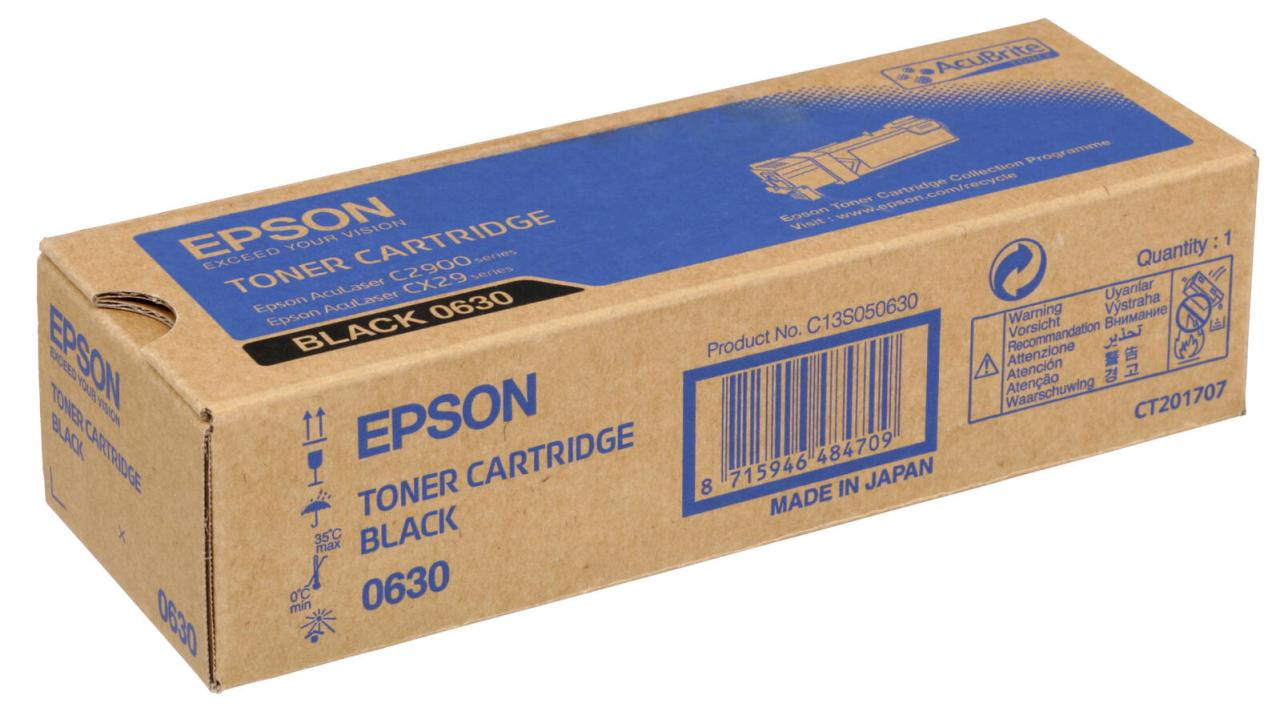 AcuBrite
TONER
EPSON
EXCEED YOUR VISION
TONER CARTRIDGE
Epson AcuLaser C2900 series
Epson AcuLaser CX29 series
BLACK 0630
Epson Toner Cartridge Collection Programme
Visit : www.epson.com/recycle
EPSON
EXCEED YOUR VISION
TONER CARTRIDGE
BLACK
0630
EPSON
TONER CARTRIDGE
BLACK
0630
35°C
max
0°C
min
Product No. C13S050630
8 715946 484709
MADE IN JAPAN
Quantity : 1
Warning
Vorsicht
Recommandation
Attenzione
Atención
Atenção
Waarschuwing
Uyarılar
Výstraha
Внимание
تحذير
警告
경고
CT201707